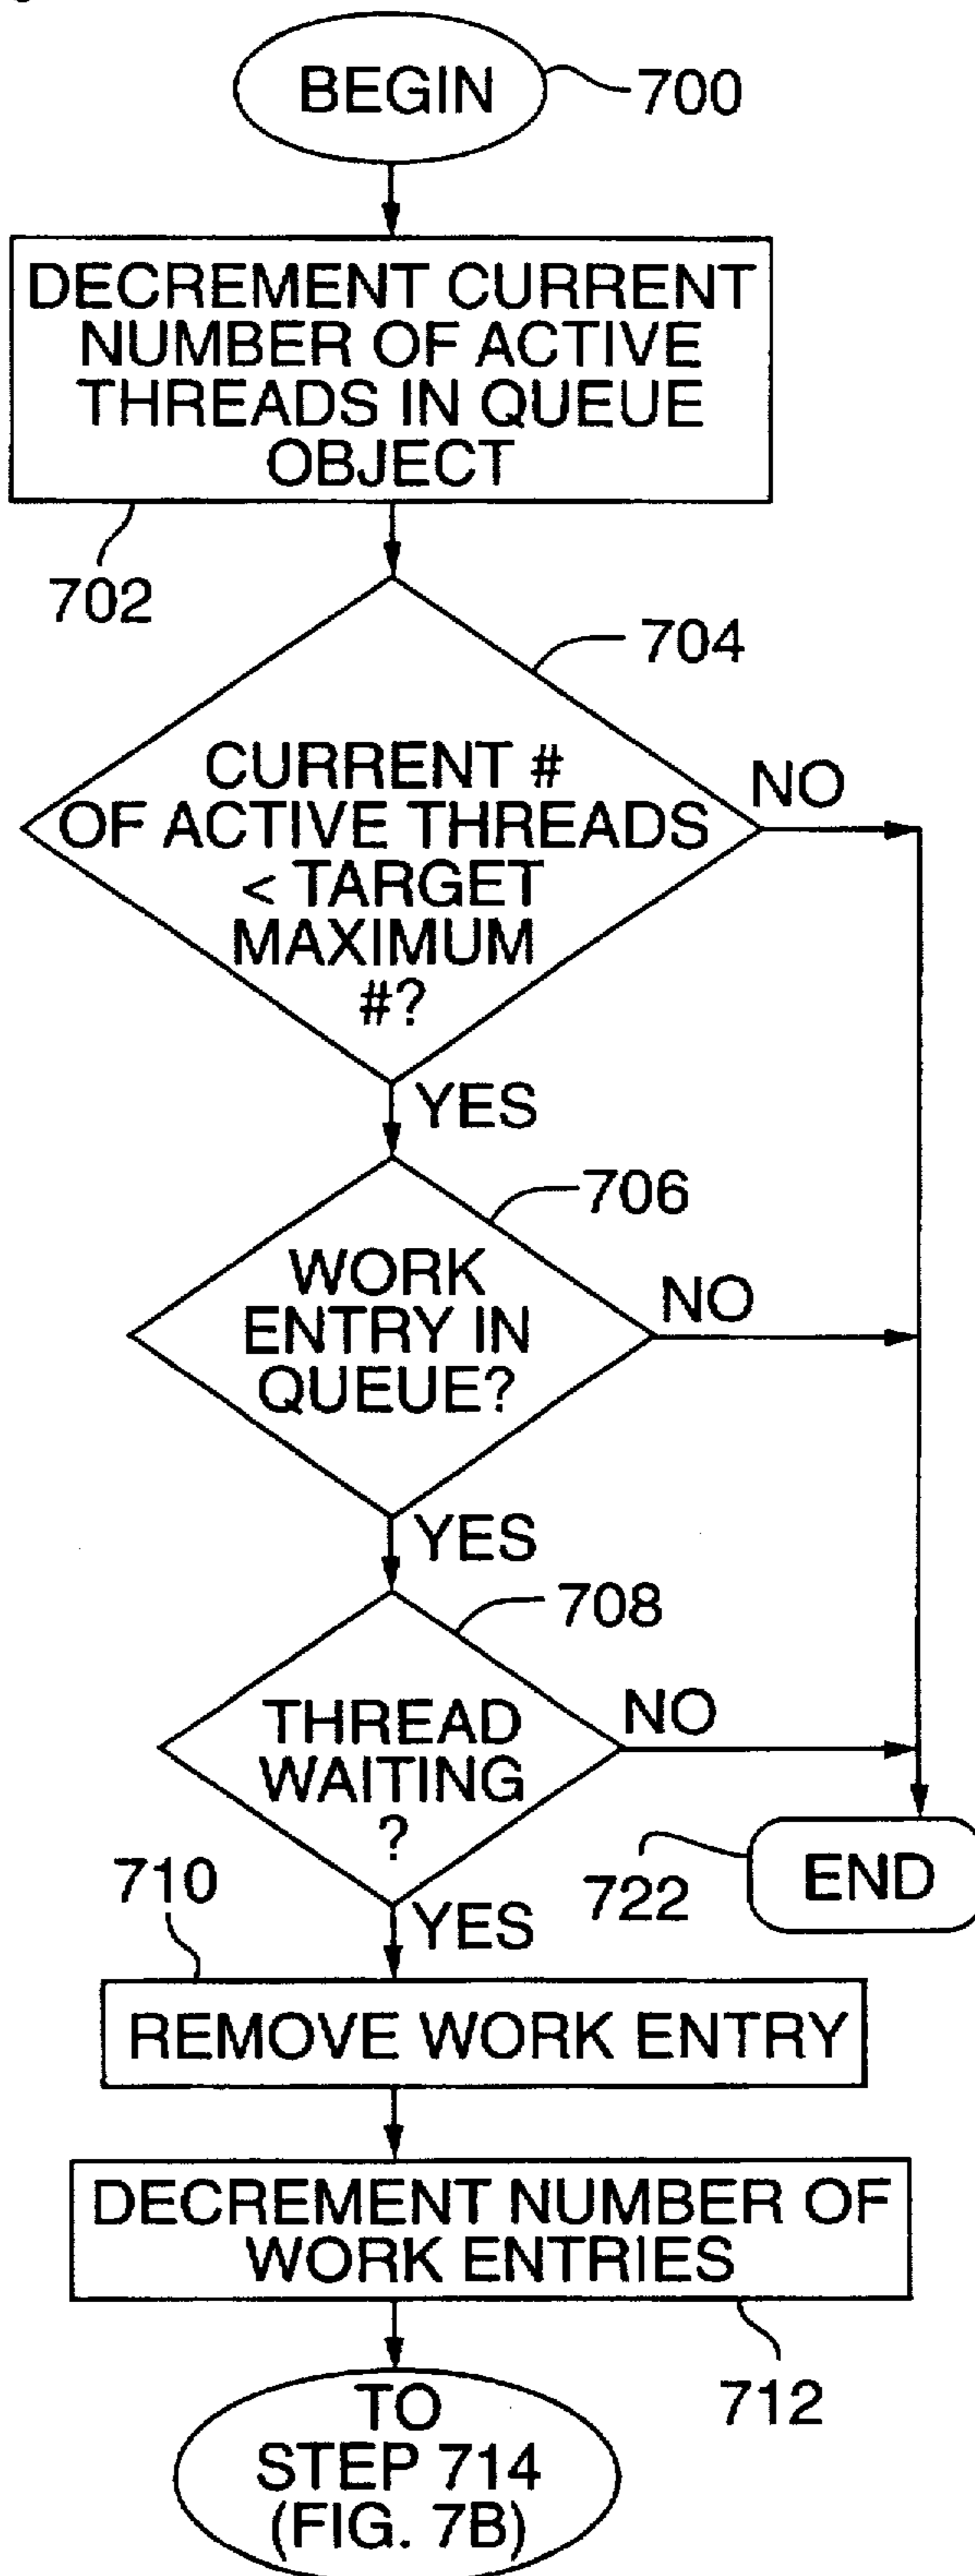 BEGIN
700
DECREMENT CURRENT
NUMBER OF ACTIVE
THREADS IN QUEUE
OBJECT
702
704
CURRENT #
OF ACTIVE THREADS
< TARGET
MAXIMUM
#?
NO
YES
706
WORK
ENTRY IN
QUEUE?
NO
YES
708
THREAD
WAITING
?
NO
722
END
710
YES
REMOVE WORK ENTRY
DECREMENT NUMBER OF
WORK ENTRIES
712
TO
STEP 714
(FIG. 7B)